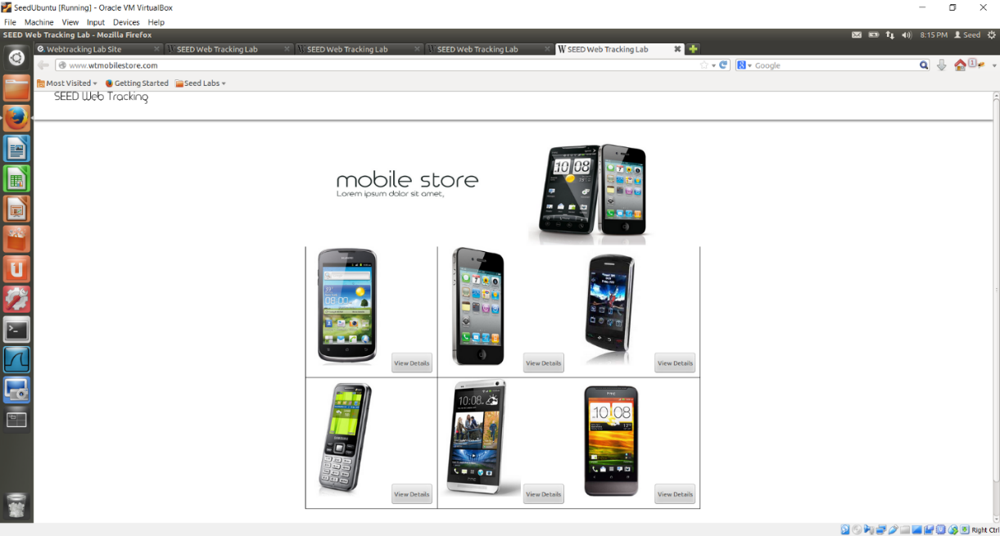 SeedUbuntu [Running] - Oracle VM VirtualBox
File Machine View Input Devices Help
SEED Web Tracking Lab - Mozilla Firefox
8:15 PM Seed
Webtracking Lab Site
SEED Web Tracking Lab
SEED Web Tracking Lab
SEED Web Tracking Lab
SEED Web Tracking Lab
www.wtmobilestore.com
Google
1
Most Visited
Getting Started
Seed Labs
SEED Web Tracking
mobile store
Lorem ipsum dolor sit amet,
10 08
View Details
View Details
View Details
SAMSUNG
10:08
hTC
hTC
10 08
View Details
View Details
View Details
Right Ctrl